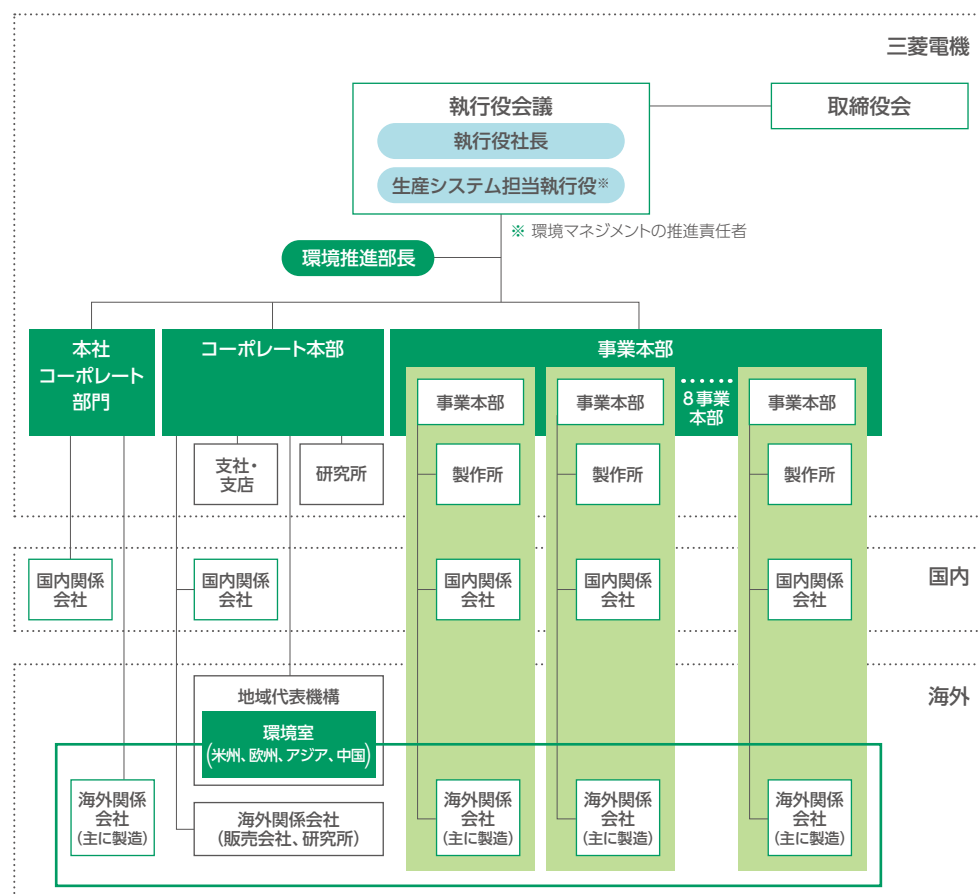 三菱電機
執行役会議
取締役会
執行役社長
生産システム担当執行役※
※ 環境マネジメントの推進責任者
環境推進部長
本社
コーポレート
部門
コーポレート本部
事業本部
事業本部
事業本部
8事業
本部
事業本部
支社・
支店
研究所
製作所
製作所
製作所
国内
国内関係
会社
国内関係
会社
国内関係
会社
国内関係
会社
国内関係
会社
海外
地域代表機構
環境室
(米州、欧州、アジア、中国)
海外関係
会社
(主に製造)
海外関係会社
(販売会社、研究所)
海外関係
会社
(主に製造)
海外関係
会社
(主に製造)
海外関係
会社
(主に製造)